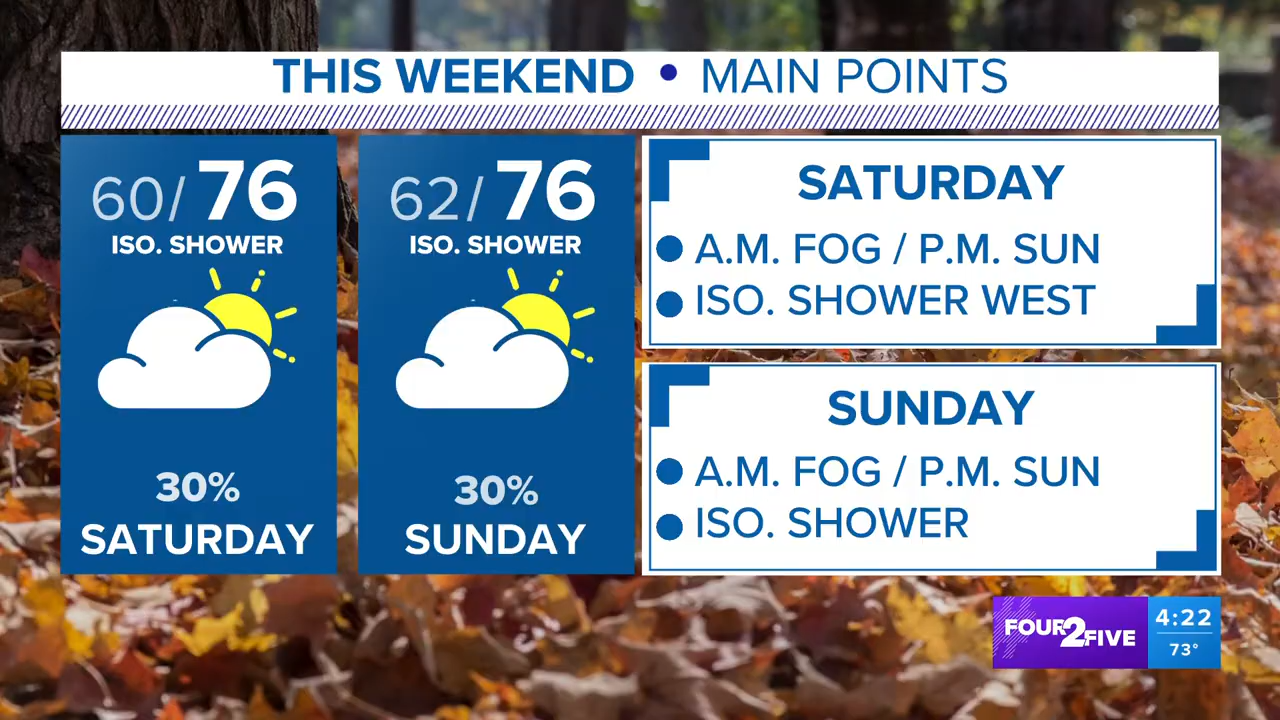 THIS WEEKEND • MAIN POINTS
60/76
ISO. SHOWER
30%
SATURDAY
62/76
ISO. SHOWER
30%
SUNDAY
SATURDAY
• A.M. FOG / P.M. SUN
• ISO. SHOWER WEST
SUNDAY
• A.M. FOG / P.M. SUN
• ISO. SHOWER
FOUR2FIVE
4:22
73°